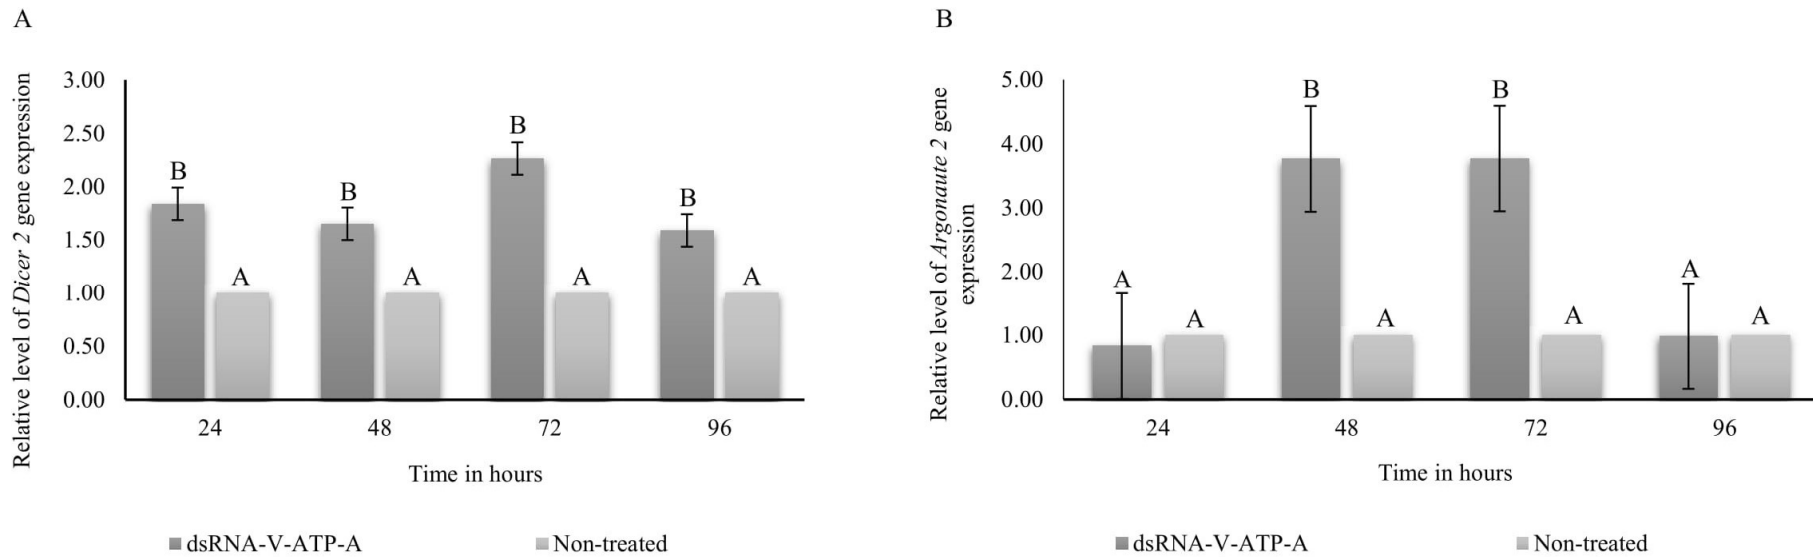 A
Relative level of Dicer 2 gene expression
3.00
2.50
2.00
1.50
1.00
0.50
0.00
B
A
B
A
B
A
B
A
24
48
72
96
Time in hours
dsRNA-V-ATP-A
Non-treated
B
Relative level of Argonaute 2 gene
expression
5.00
4.00
3.00
2.00
1.00
0.00
A
A
B
A
B
A
A
A
24
48
72
96
Time in hours
dsRNA-V-ATP-A
Non-treated